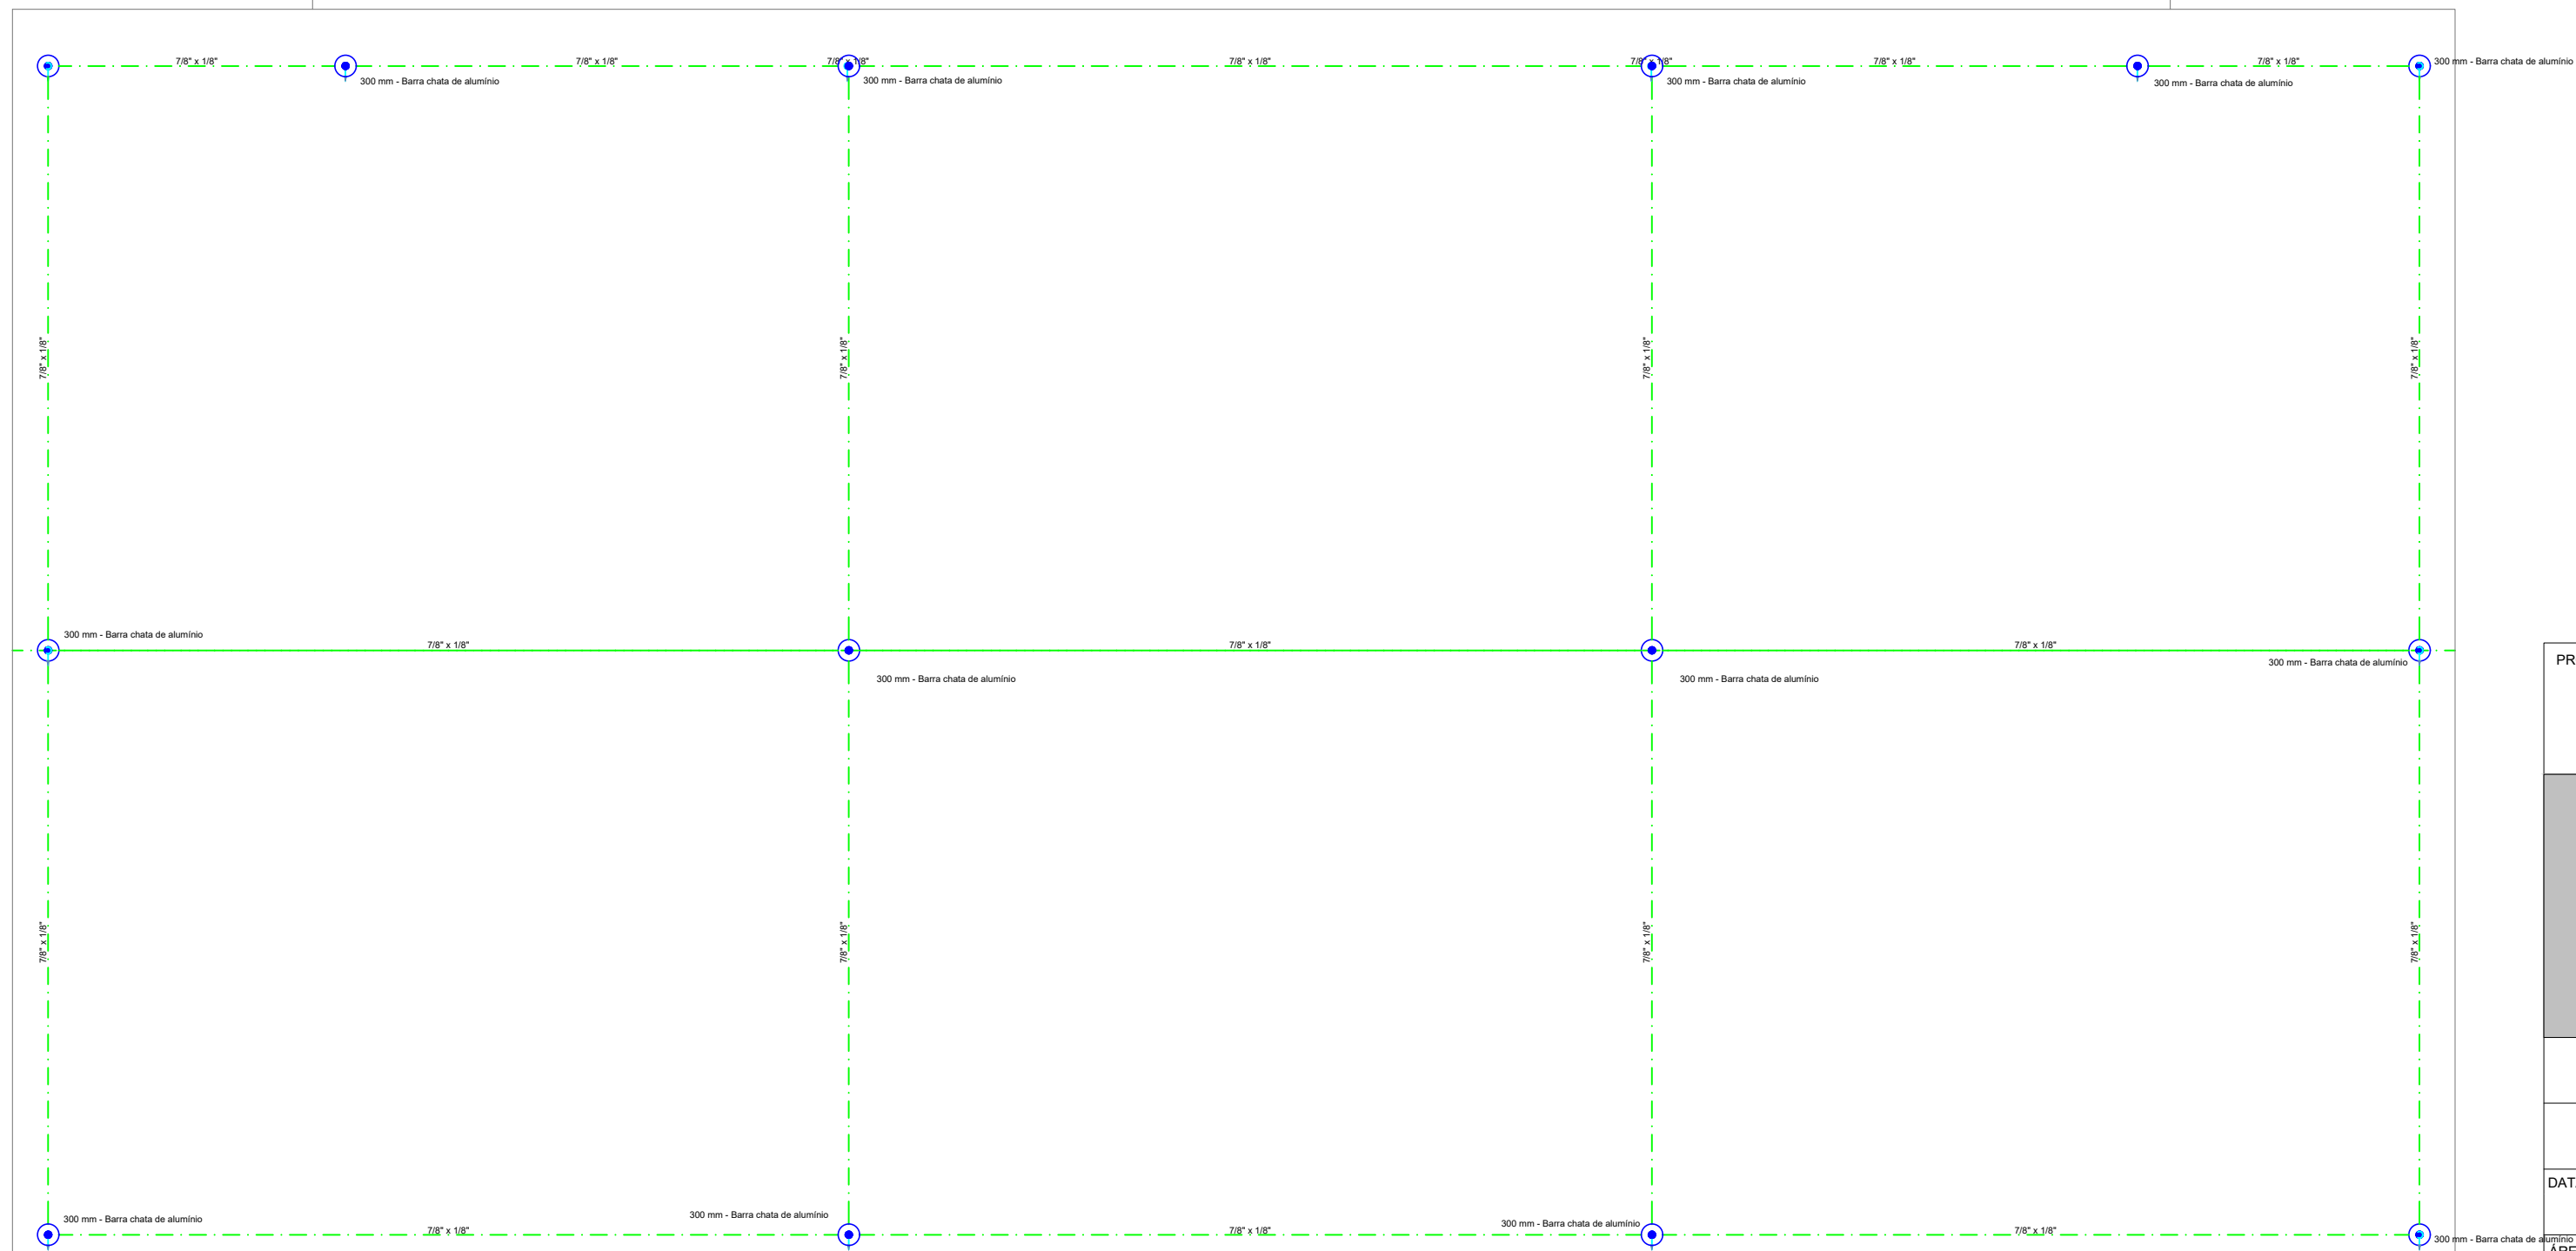 7/8" x 1/8"
7/8" x 1/8"
7/8" x 1/8"
7/8" x 1/8"
7/8" x 1/8"
7/8" x 1/8"
7/8" x 1/8"
300 mm - Barra chata de alumínio
300 mm - Barra chata de alumínio
300 mm - Barra chata de alumínio
300 mm - Barra chata de alumínio
300 mm - Barra chata de alumínio
7/8" x 1/8"
7/8" x 1/8"
7/8" x 1/8"
7/8" x 1/8"
300 mm - Barra chata de alumínio
7/8" x 1/8"
7/8" x 1/8"
7/8" x 1/8"
300 mm - Barra chata de alumínio
300 mm - Barra chata de alumínio
300 mm - Barra chata de alumínio
PR
7/8" x 1/8"
7/8" x 1/8"
7/8" x 1/8"
7/8" x 1/8"
DAT
300 mm - Barra chata de alumínio
300 mm - Barra chata de alumínio
300 mm - Barra chata de alumínio
7/8" x 1/8"
7/8" x 1/8"
7/8" x 1/8"
300 mm - Barra chata de alumínio